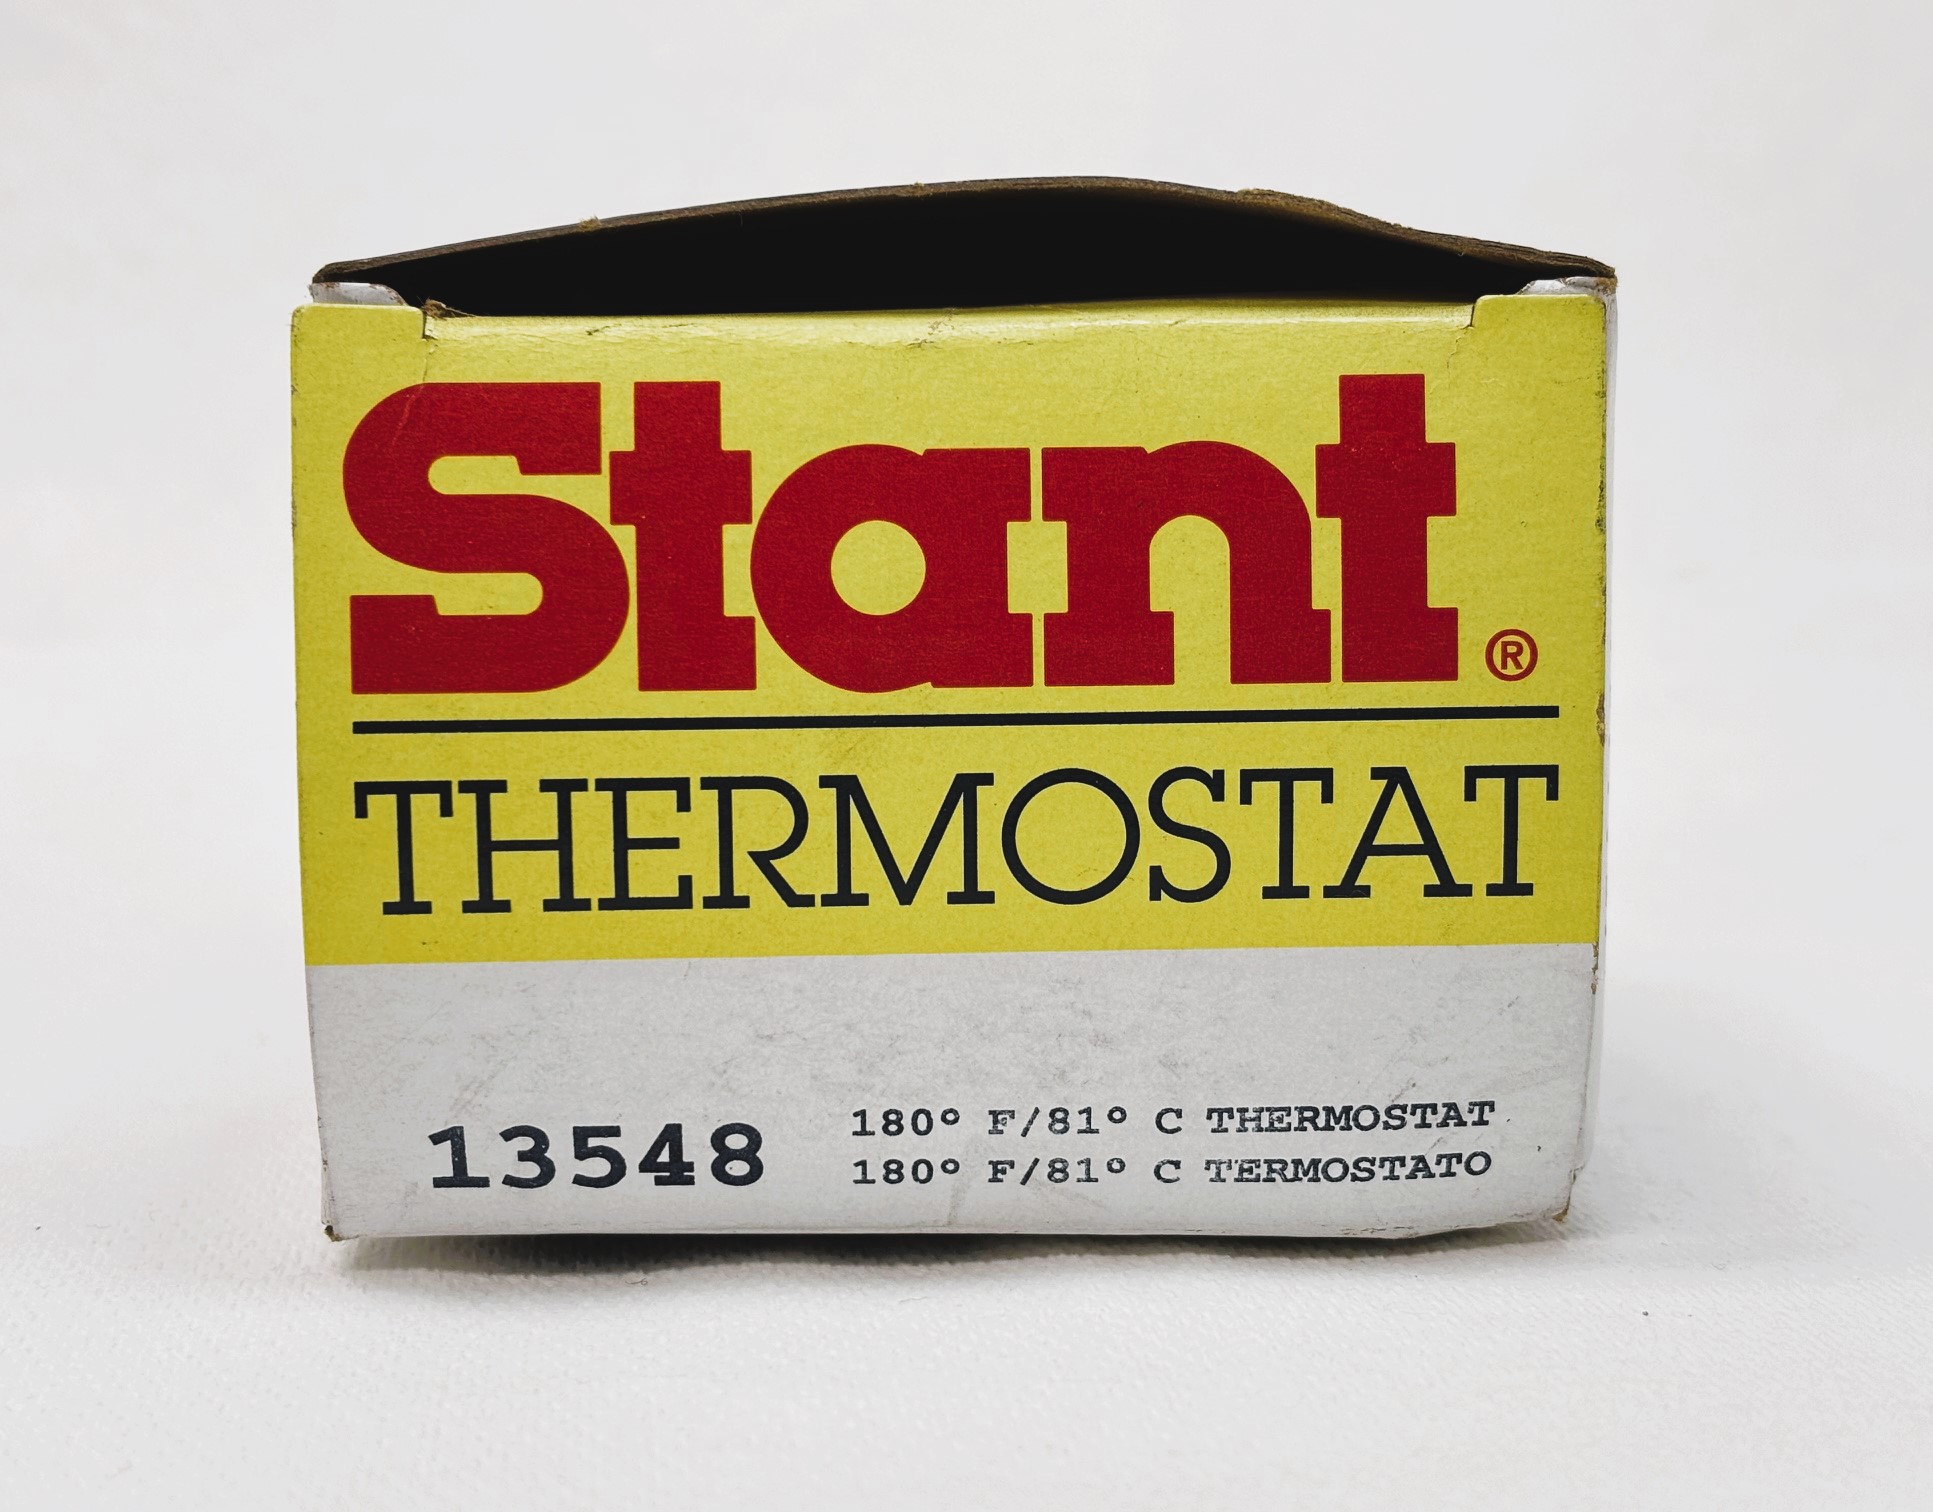 Stant®
THERMOSTAT
13548
180° F/81° C THERMOSTAT
180° F/81° C TERMOSTATO